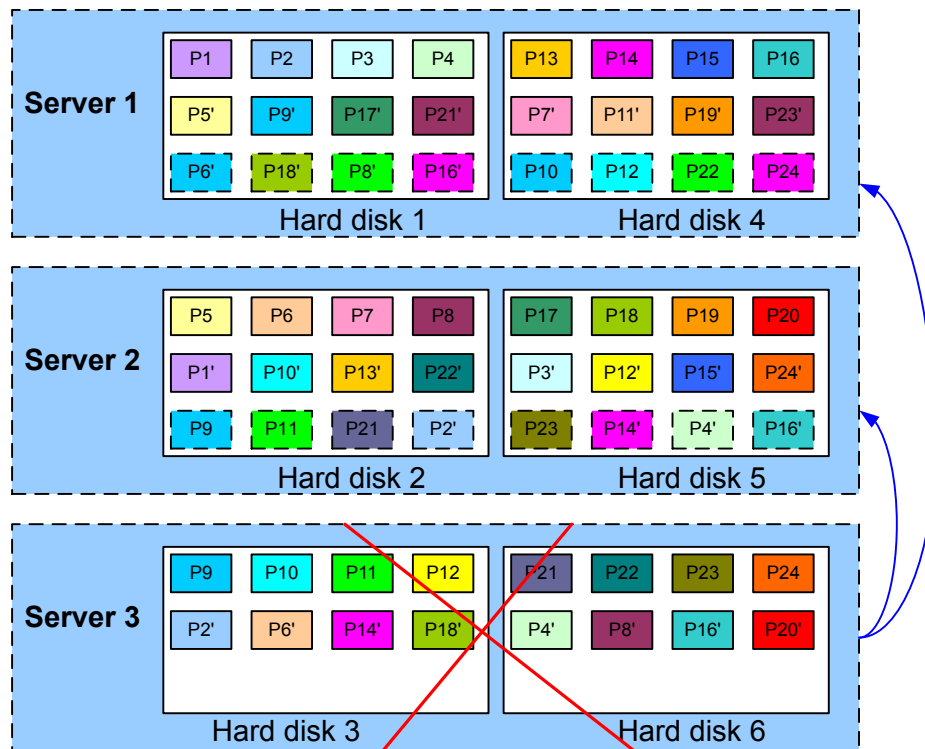 P1 P2 P3 P4 P13 P14 P15 P16
Server 1
P5' P9' P17' P21' P7' P11' P19' P23'
P6' P18' P8' P16' P10 P12 P22 P24
Hard disk 1 Hard disk 4
P5 P6 P7 P8 P17 P18 P19 P20
Server 2
P1' P10' P13' P22' P3' P12' P15' P24'
P9 P11 P21 P2' P23 P14' P4' P16'
Hard disk 2 Hard disk 5
P9 P10 P11 P12 P21 P22 P23 P24
Server 3
P2' P6' P14' P18' P4' P8' P16' P20'
Hard disk 3 Hard disk 6